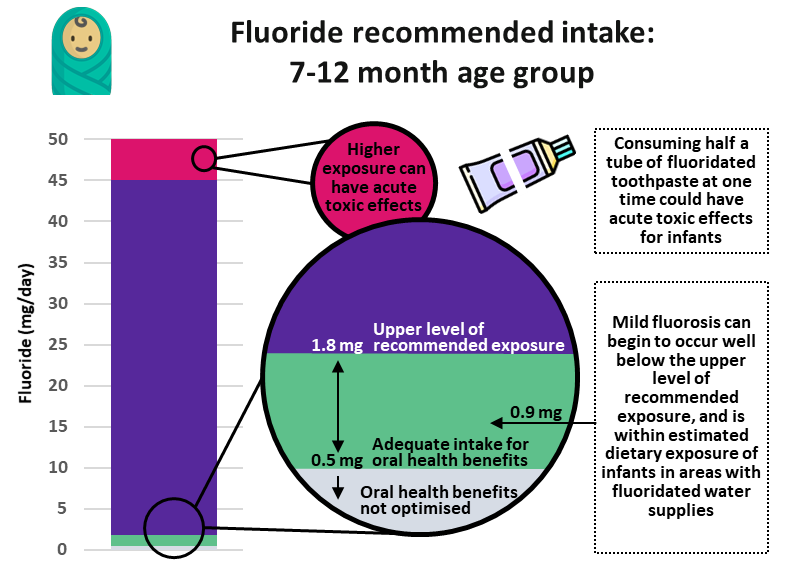 Fluoride recommended intake:
7-12 month age group
Fluoride (mg/day)
50
45
40
35
30
25
20
15
10
5
0
Higher
exposure can
have acute
toxic effects
Consuming half a
tube of fluoridated
toothpaste at one
time could have
acute toxic effects
for infants
Upper level of
1.8 mg recommended exposure
0.9 mg
Adequate intake for
0.5 mg oral health benefits
Oral health benefits
not optimised
Mild fluorosis can
begin to occur well
below the upper
level of
recommended
exposure, and is
within estimated
dietary exposure of
infants in areas with
fluoridated water
supplies